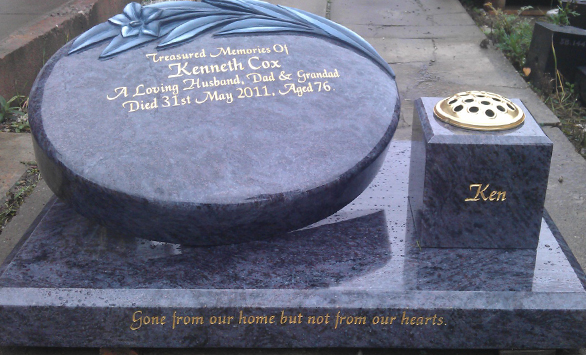 Treasured Memories Of
Kenneth Cox
A Loving Husband, Dad & Grandad
Died 31st May 2011, Aged 76.
Ken
Gone from our home but not from our hearts.